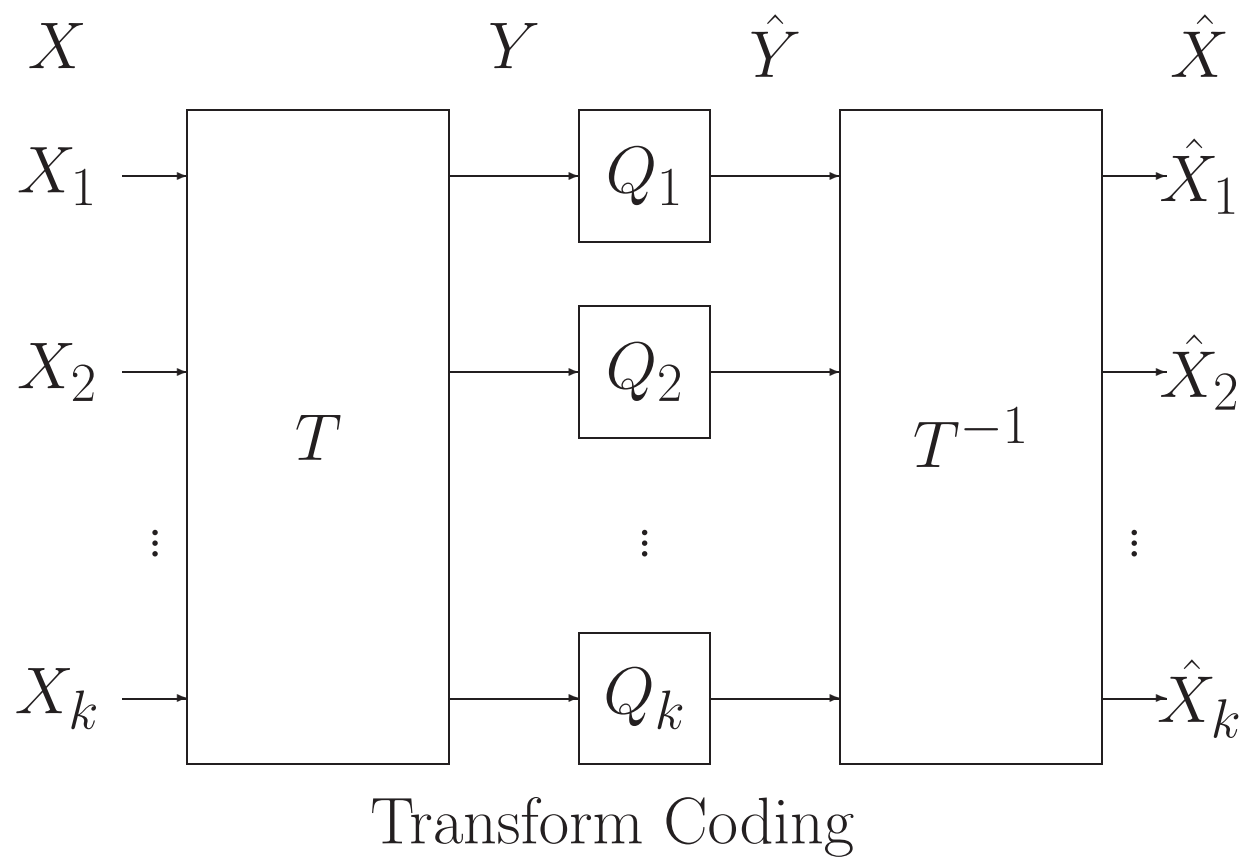 X Y Ŷ X̂
X₁ Q₁ X̂₁
X₂ Q₂ X̂₂
T T⁻¹
⋮ ⋮ ⋮
Xₖ Qₖ X̂ₖ
Transform Coding